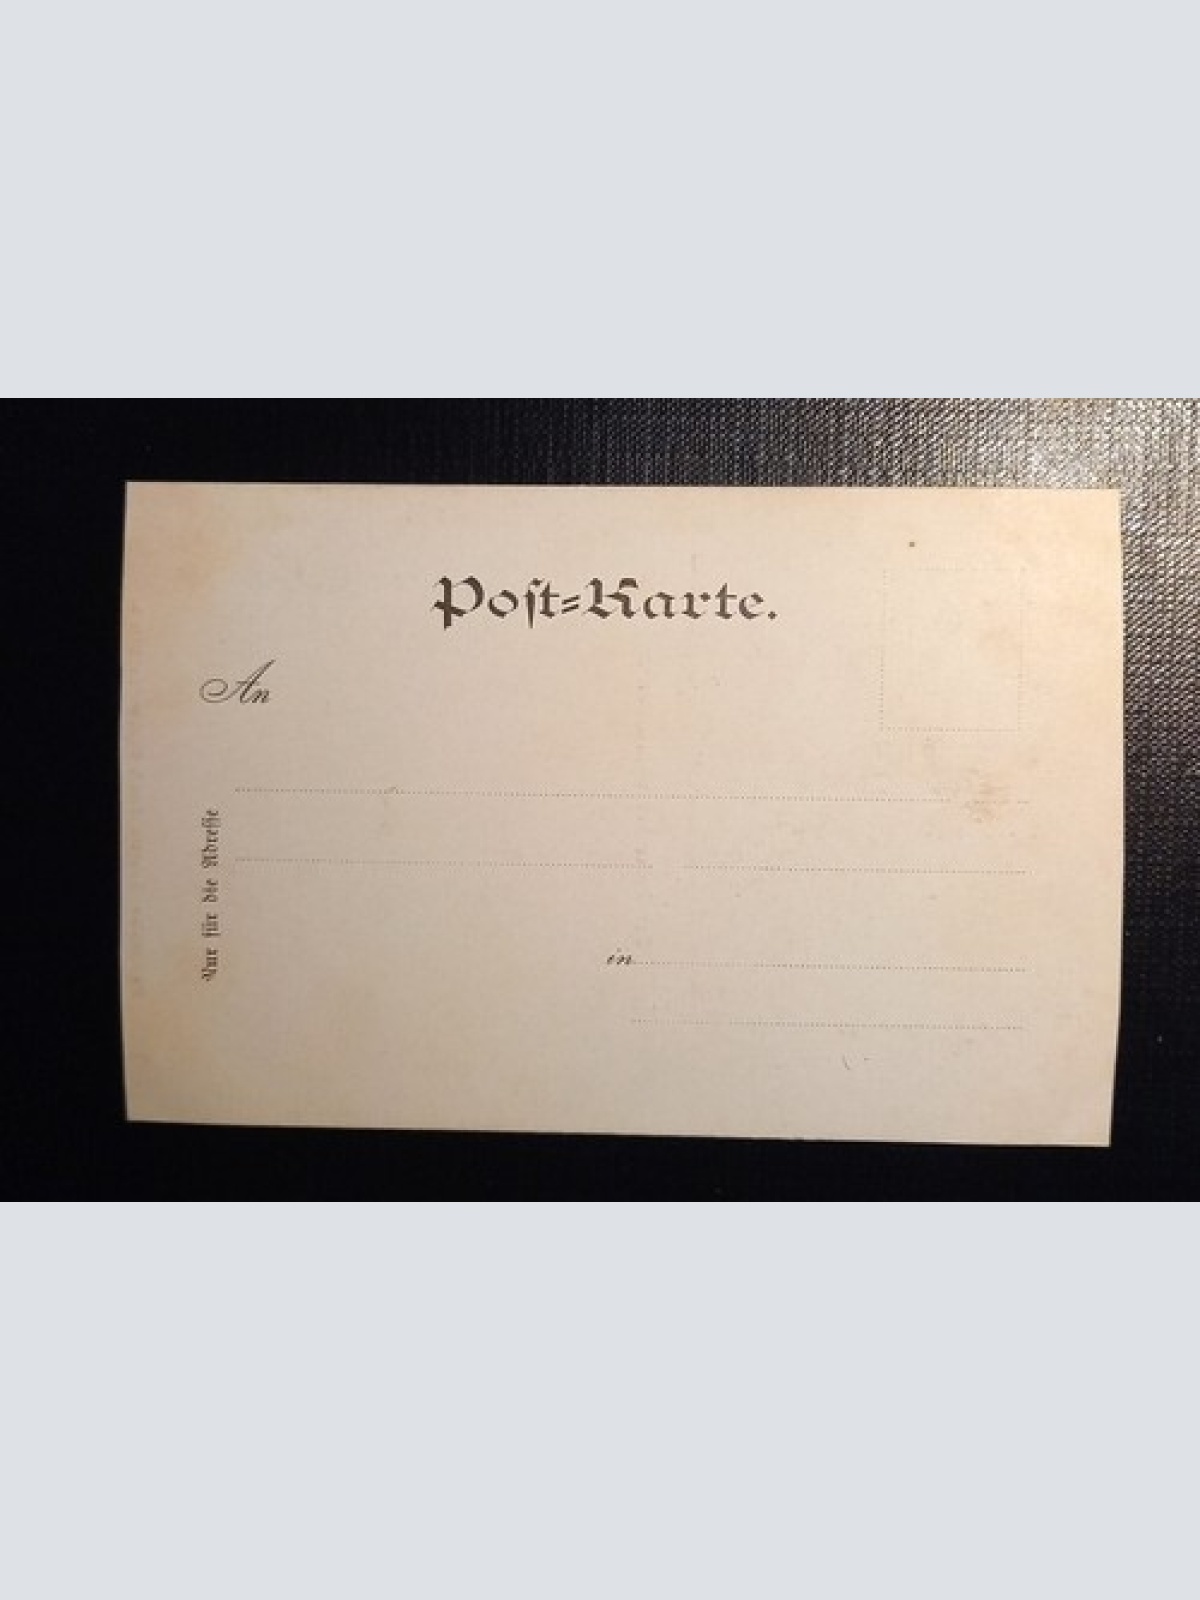 Post=Karte.
An
Nur für die Adresse
in